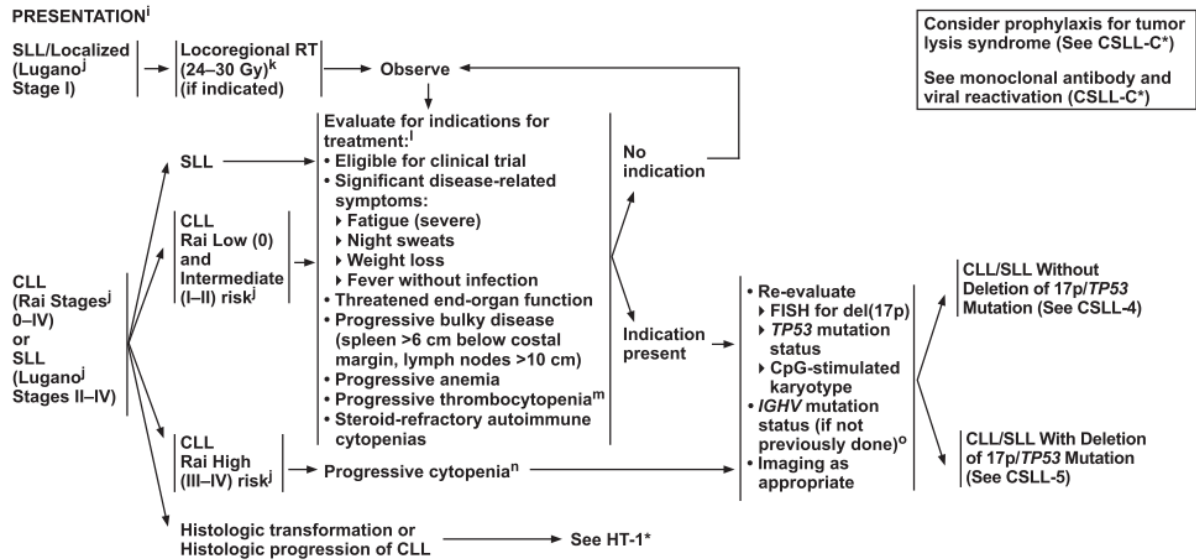 PRESENTATIONⁱ
SLL/Localized
(Luganoʲ
Stage I)
Locoregional RT
(24–30 Gy)ᵏ
(if indicated)
Observe
Consider prophylaxis for tumor
lysis syndrome (See CSLL-C*)
See monoclonal antibody and
viral reactivation (CSLL-C*)
CLL
(Rai Stagesʲ
0–IV)
or
SLL
(Luganoʲ
Stages II–IV)
SLL
CLL
Rai Low (0)
and
Intermediate
(I–II) riskʲ
CLL
Rai High
(III–IV) riskʲ
Histologic transformation or
Histologic progression of CLL
Evaluate for indications for
treatment:ˡ
• Eligible for clinical trial
• Significant disease-related
symptoms:
▸ Fatigue (severe)
▸ Night sweats
▸ Weight loss
▸ Fever without infection
• Threatened end-organ function
• Progressive bulky disease
(spleen >6 cm below costal
margin, lymph nodes >10 cm)
• Progressive anemia
• Progressive thrombocytopeniaᵐ
• Steroid-refractory autoimmune
cytopenias
Progressive cytopeniaⁿ
See HT-1*
No
indication
Indication
present
• Re-evaluate
▸ FISH for del(17p)
▸ TP53 mutation
status
▸ CpG-stimulated
karyotype
• IGHV mutation
status (if not
previously done)ᵒ
• Imaging as
appropriate
CLL/SLL Without
Deletion of 17p/TP53
Mutation (See CSLL-4)
CLL/SLL With Deletion
of 17p/TP53 Mutation
(See CSLL-5)